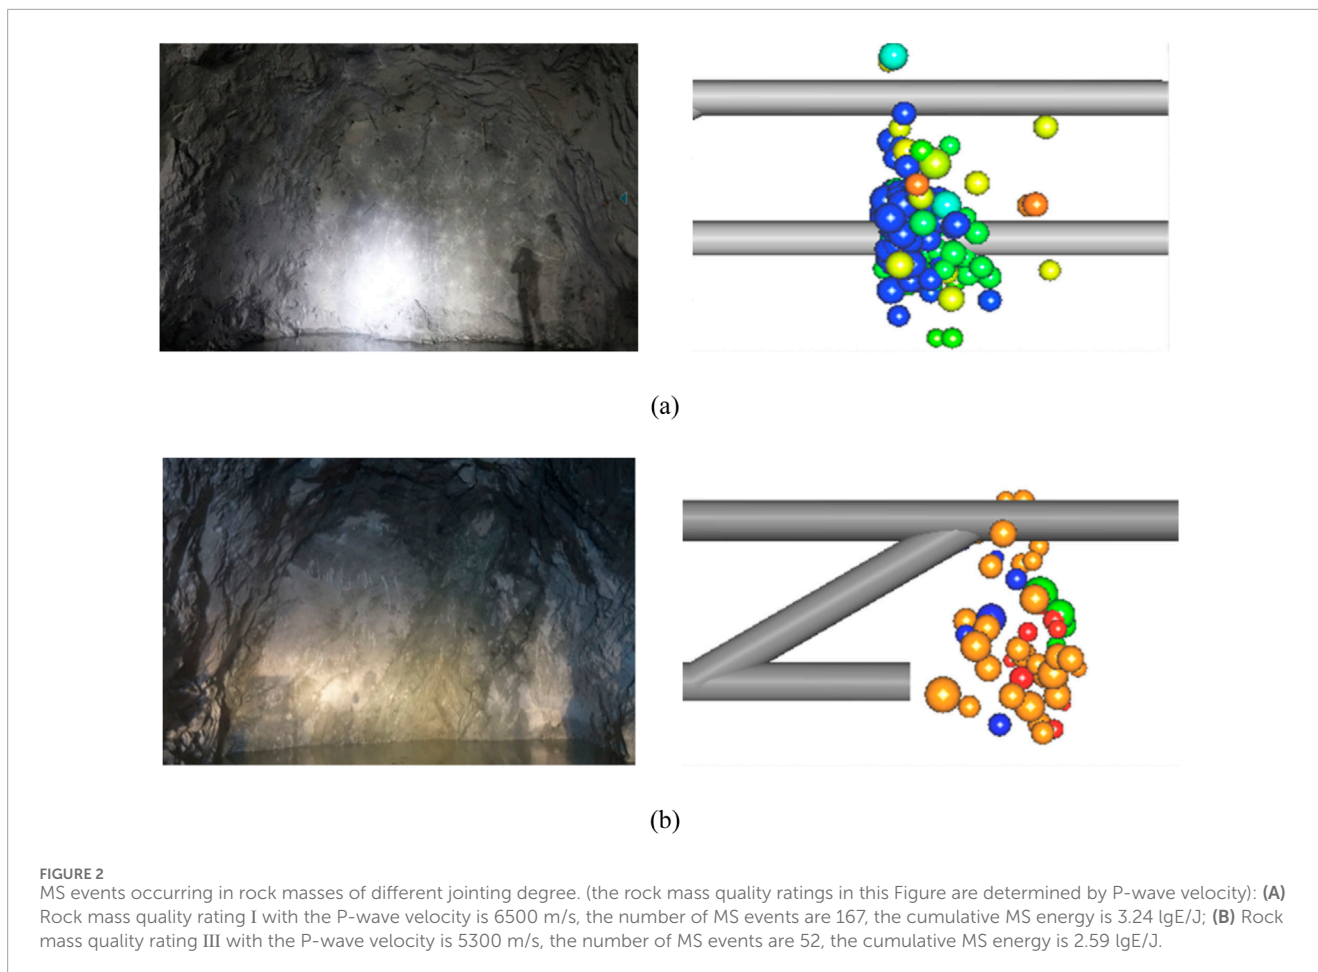 (a)
(b)
FIGURE 2
MS events occurring in rock masses of different jointing degree. (the rock mass quality ratings in this Figure are determined by P-wave velocity): (A)
Rock mass quality rating I with the P-wave velocity is 6500 m/s, the number of MS events are 167, the cumulative MS energy is 3.24 lgE/J; (B) Rock
mass quality rating III with the P-wave velocity is 5300 m/s, the number of MS events are 52, the cumulative MS energy is 2.59 lgE/J.